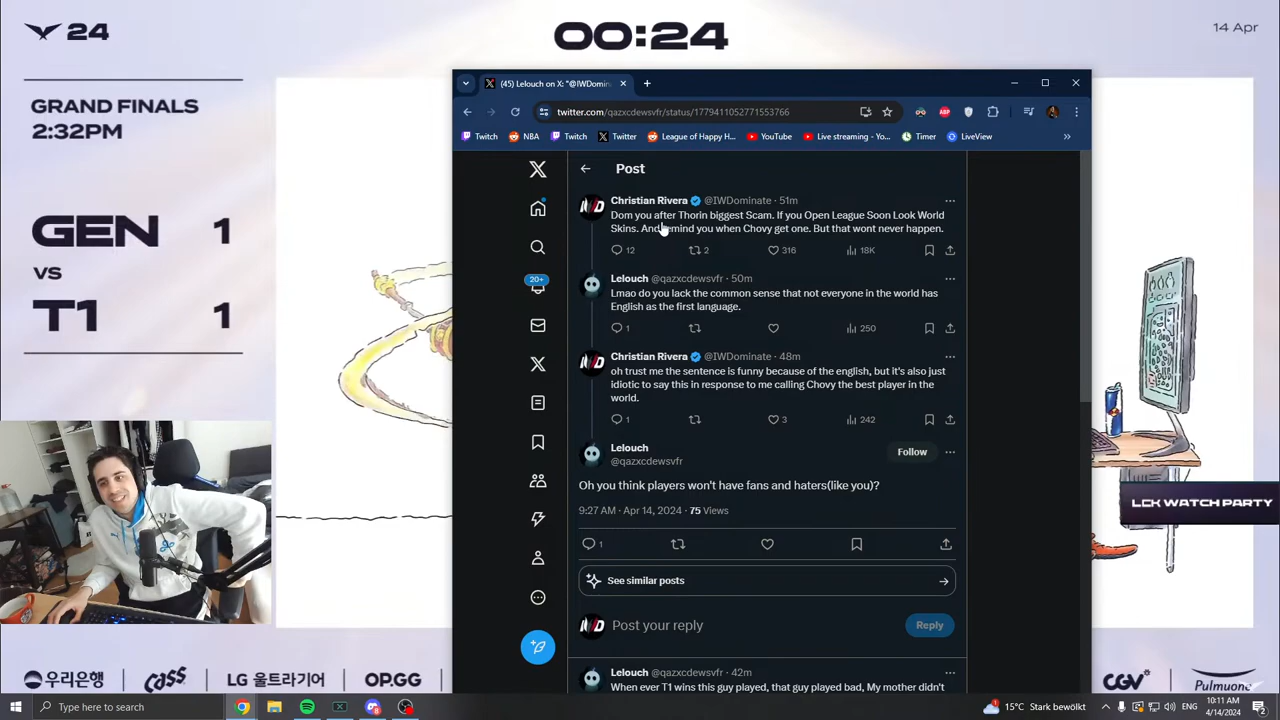 24
00:24
14 Apr
GRAND FINALS
2:32PM
GEN 1
VS
T1 1
(45) Lelouch on X: "@IWDomin
twitter.com/qazxcdewsvfr/status/1779411052771553766
Twitch
NBA
Twitch
Twitter
League of Happy H...
YouTube
Live streaming - Yo...
Timer
LiveView
Post
Christian Rivera @IWDominate · 51m
Dom you after Thorin biggest Scam. If you Open League Soon Look World
Skins. And remind you when Chovy get one. But that wont never happen.
12 2 316 18K
Lelouch @qazxcdewsvfr · 50m
20+
Lmao do you lack the common sense that not everyone in the world has
English as the first language.
1 250
Christian Rivera @IWDominate · 48m
oh trust me the sentence is funny because of the english, but it's also just
idiotic to say this in response to me calling Chovy the best player in the
world.
1 3 242
Lelouch
Follow
@qazxcdewsvfr
Oh you think players won't have fans and haters(like you)?
9:27 AM · Apr 14, 2024 · 75 Views
1
See similar posts
Post your reply
Reply
Lelouch @qazxcdewsvfr · 42m
When ever T1 wins this guy played, that guy played bad, My mother didn't
LCK WATCH PARTY
우리은행
Cass
LG 울트라기어
OP.GG
CGV
Pulmuone
Type here to search
15°C Stark bewölkt
10:11 AM
4/14/2024
2